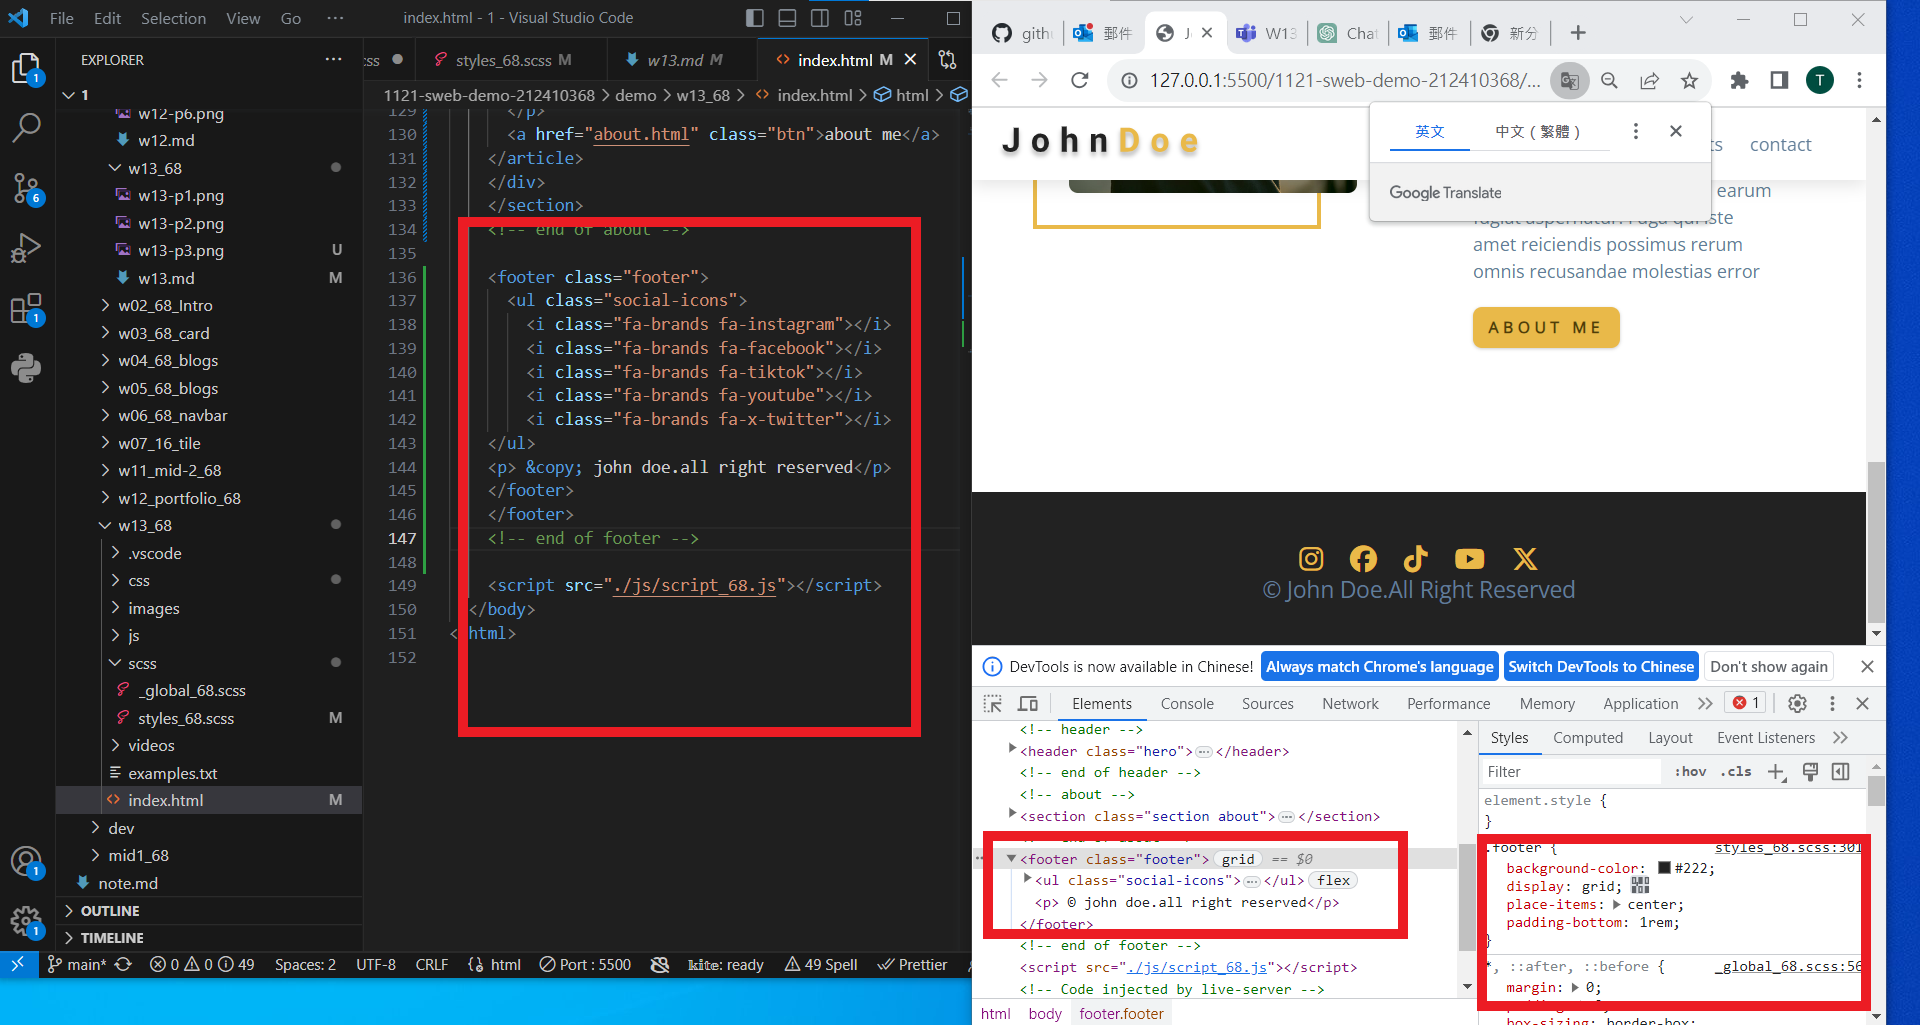 File Edit Selection View Go ··· index.html - 1 - Visual Studio Code
EXPLORER ···
1
w12-p6.png
w12.md
w13_68
w13-p1.png
w13-p2.png
w13-p3.png U
w13.md M
w02_68_Intro
w03_68_card
w04_68_blogs
w05_68_blogs
w06_68_navbar
w07_16_tile
w11_mid-2_68
w12_portfolio_68
w13_68
.vscode
css
images
js
scss
_global_68.scss
styles_68.scss M
videos
examples.txt
index.html M
dev
mid1_68
note.md
OUTLINE
TIMELINE
1
6
1
1
1
css styles_68.scss M w13.md M index.html M
1121-sweb-demo-212410368 > demo > w13_68 > index.html > html >
129 </p>
130 <a href="about.html" class="btn">about me</a>
131 </article>
132 </div>
133 </section>
134 <!-- end of about -->
135
136 <footer class="footer">
137 <ul class="social-icons">
138 <i class="fa-brands fa-instagram"></i>
139 <i class="fa-brands fa-facebook"></i>
140 <i class="fa-brands fa-tiktok"></i>
141 <i class="fa-brands fa-youtube"></i>
142 <i class="fa-brands fa-x-twitter"></i>
143 </ul>
144 <p> &copy; john doe.all right reserved</p>
145 </footer>
146 </footer>
147 <!-- end of footer -->
148
149 <script src="./js/script_68.js"></script>
150 </body>
151 < html>
152
main* 0 0 49 Spaces: 2 UTF-8 CRLF html Port : 5500 kite: ready 49 Spell Prettier
郵件 W13 Chat 郵件 新分
127.0.0.1:5500/1121-sweb-demo-212410368/... T
JohnDoe
contact
英文 中文 ( 繁體 )
Google Translate
earum
amet reiciendis possimus rerum
omnis recusandae molestias error
ABOUT ME
© John Doe.All Right Reserved
DevTools is now available in Chinese! Always match Chrome's language Switch DevTools to Chinese Don't show again
Elements Console Sources Network Performance Memory Application 1
<!-- header -->
<header class="hero">···</header>
<!-- end of header -->
<!-- about -->
<section class="section about">···</section>
<footer class="footer"> grid == $0
<ul class="social-icons">···</ul> flex
<p> © john doe.all right reserved</p>
</footer>
<!-- end of footer -->
<script src="./js/script_68.js"></script>
<!-- Code injected by live-server -->
html body footer.footer
Styles Computed Layout Event Listeners
Filter :hov .cls
element.style {
}
.footer { styles_68.scss:301
background-color: #222;
display: grid;
place-items: center;
padding-bottom: 1rem;
}
*, ::after, ::before { _global_68.scss:56
margin: 0;
box-sizing: border-box;